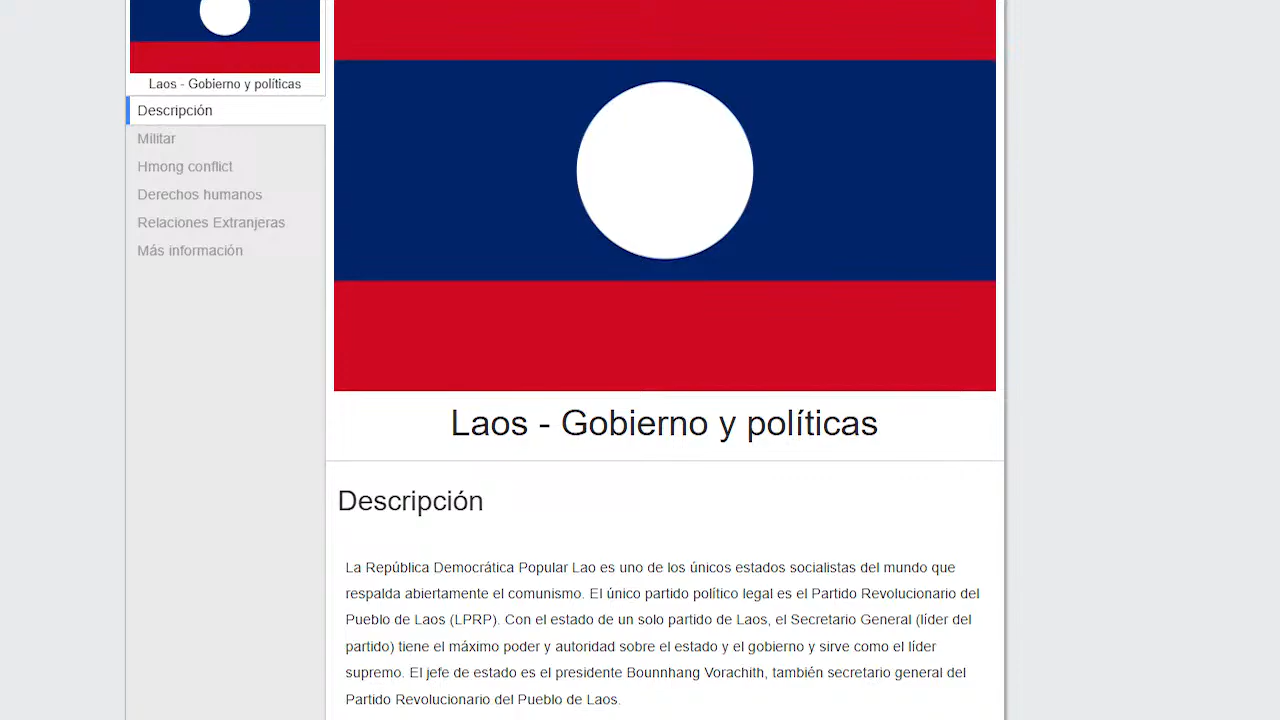 Laos - Gobierno y políticas
Descripción
Militar
Hmong conflict
Derechos humanos
Relaciones Extranjeras
Más información
Laos - Gobierno y políticas
Descripción
La República Democrática Popular Lao es uno de los únicos estados socialistas del mundo que
respalda abiertamente el comunismo. El único partido político legal es el Partido Revolucionario del
Pueblo de Laos (LPRP). Con el estado de un solo partido de Laos, el Secretario General (líder del
partido) tiene el máximo poder y autoridad sobre el estado y el gobierno y sirve como el líder
supremo. El jefe de estado es el presidente Bounnhang Vorachith, también secretario general del
Partido Revolucionario del Pueblo de Laos.